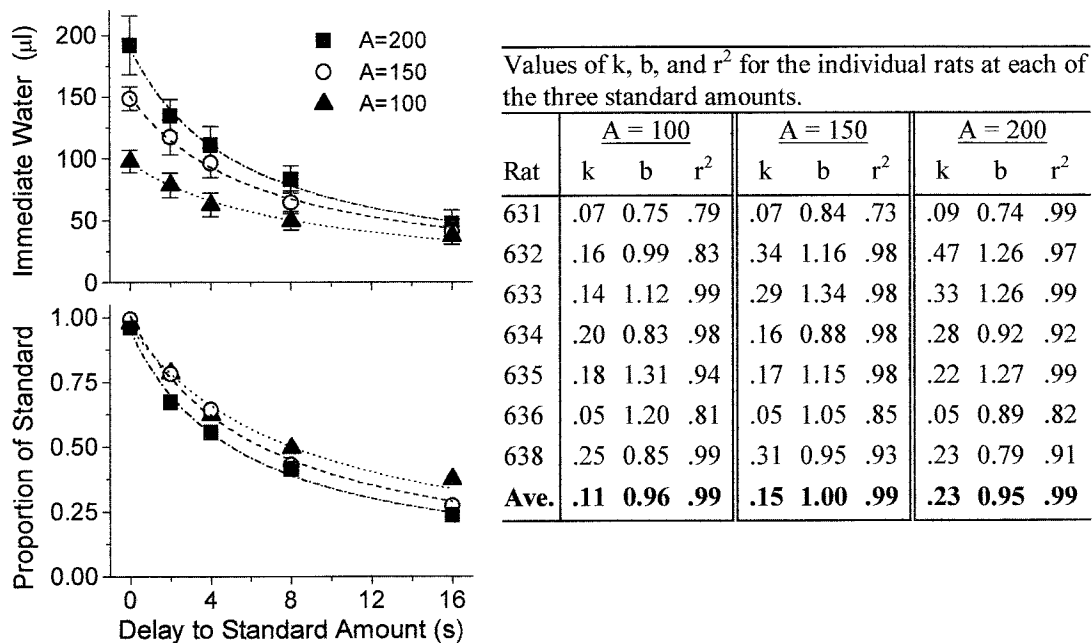 Immediate Water (μl)
200
150
100
50
0
A=200
A=150
A=100
Proportion of Standard
1.00
0.75
0.50
0.25
0.00
0 4 8 12 16
Delay to Standard Amount (s)
Values of k, b, and r² for the individual rats at each of
the three standard amounts.
A = 100 A = 150 A = 200
Rat k b r² k b r² k b r²
631 .07 0.75 .79 .07 0.84 .73 .09 0.74 .99
632 .16 0.99 .83 .34 1.16 .98 .47 1.26 .97
633 .14 1.12 .99 .29 1.34 .98 .33 1.26 .99
634 .20 0.83 .98 .16 0.88 .98 .28 0.92 .92
635 .18 1.31 .94 .17 1.15 .98 .22 1.27 .99
636 .05 1.20 .81 .05 1.05 .85 .05 0.89 .82
638 .25 0.85 .99 .31 0.95 .93 .23 0.79 .91
Ave. .11 0.96 .99 .15 1.00 .99 .23 0.95 .99